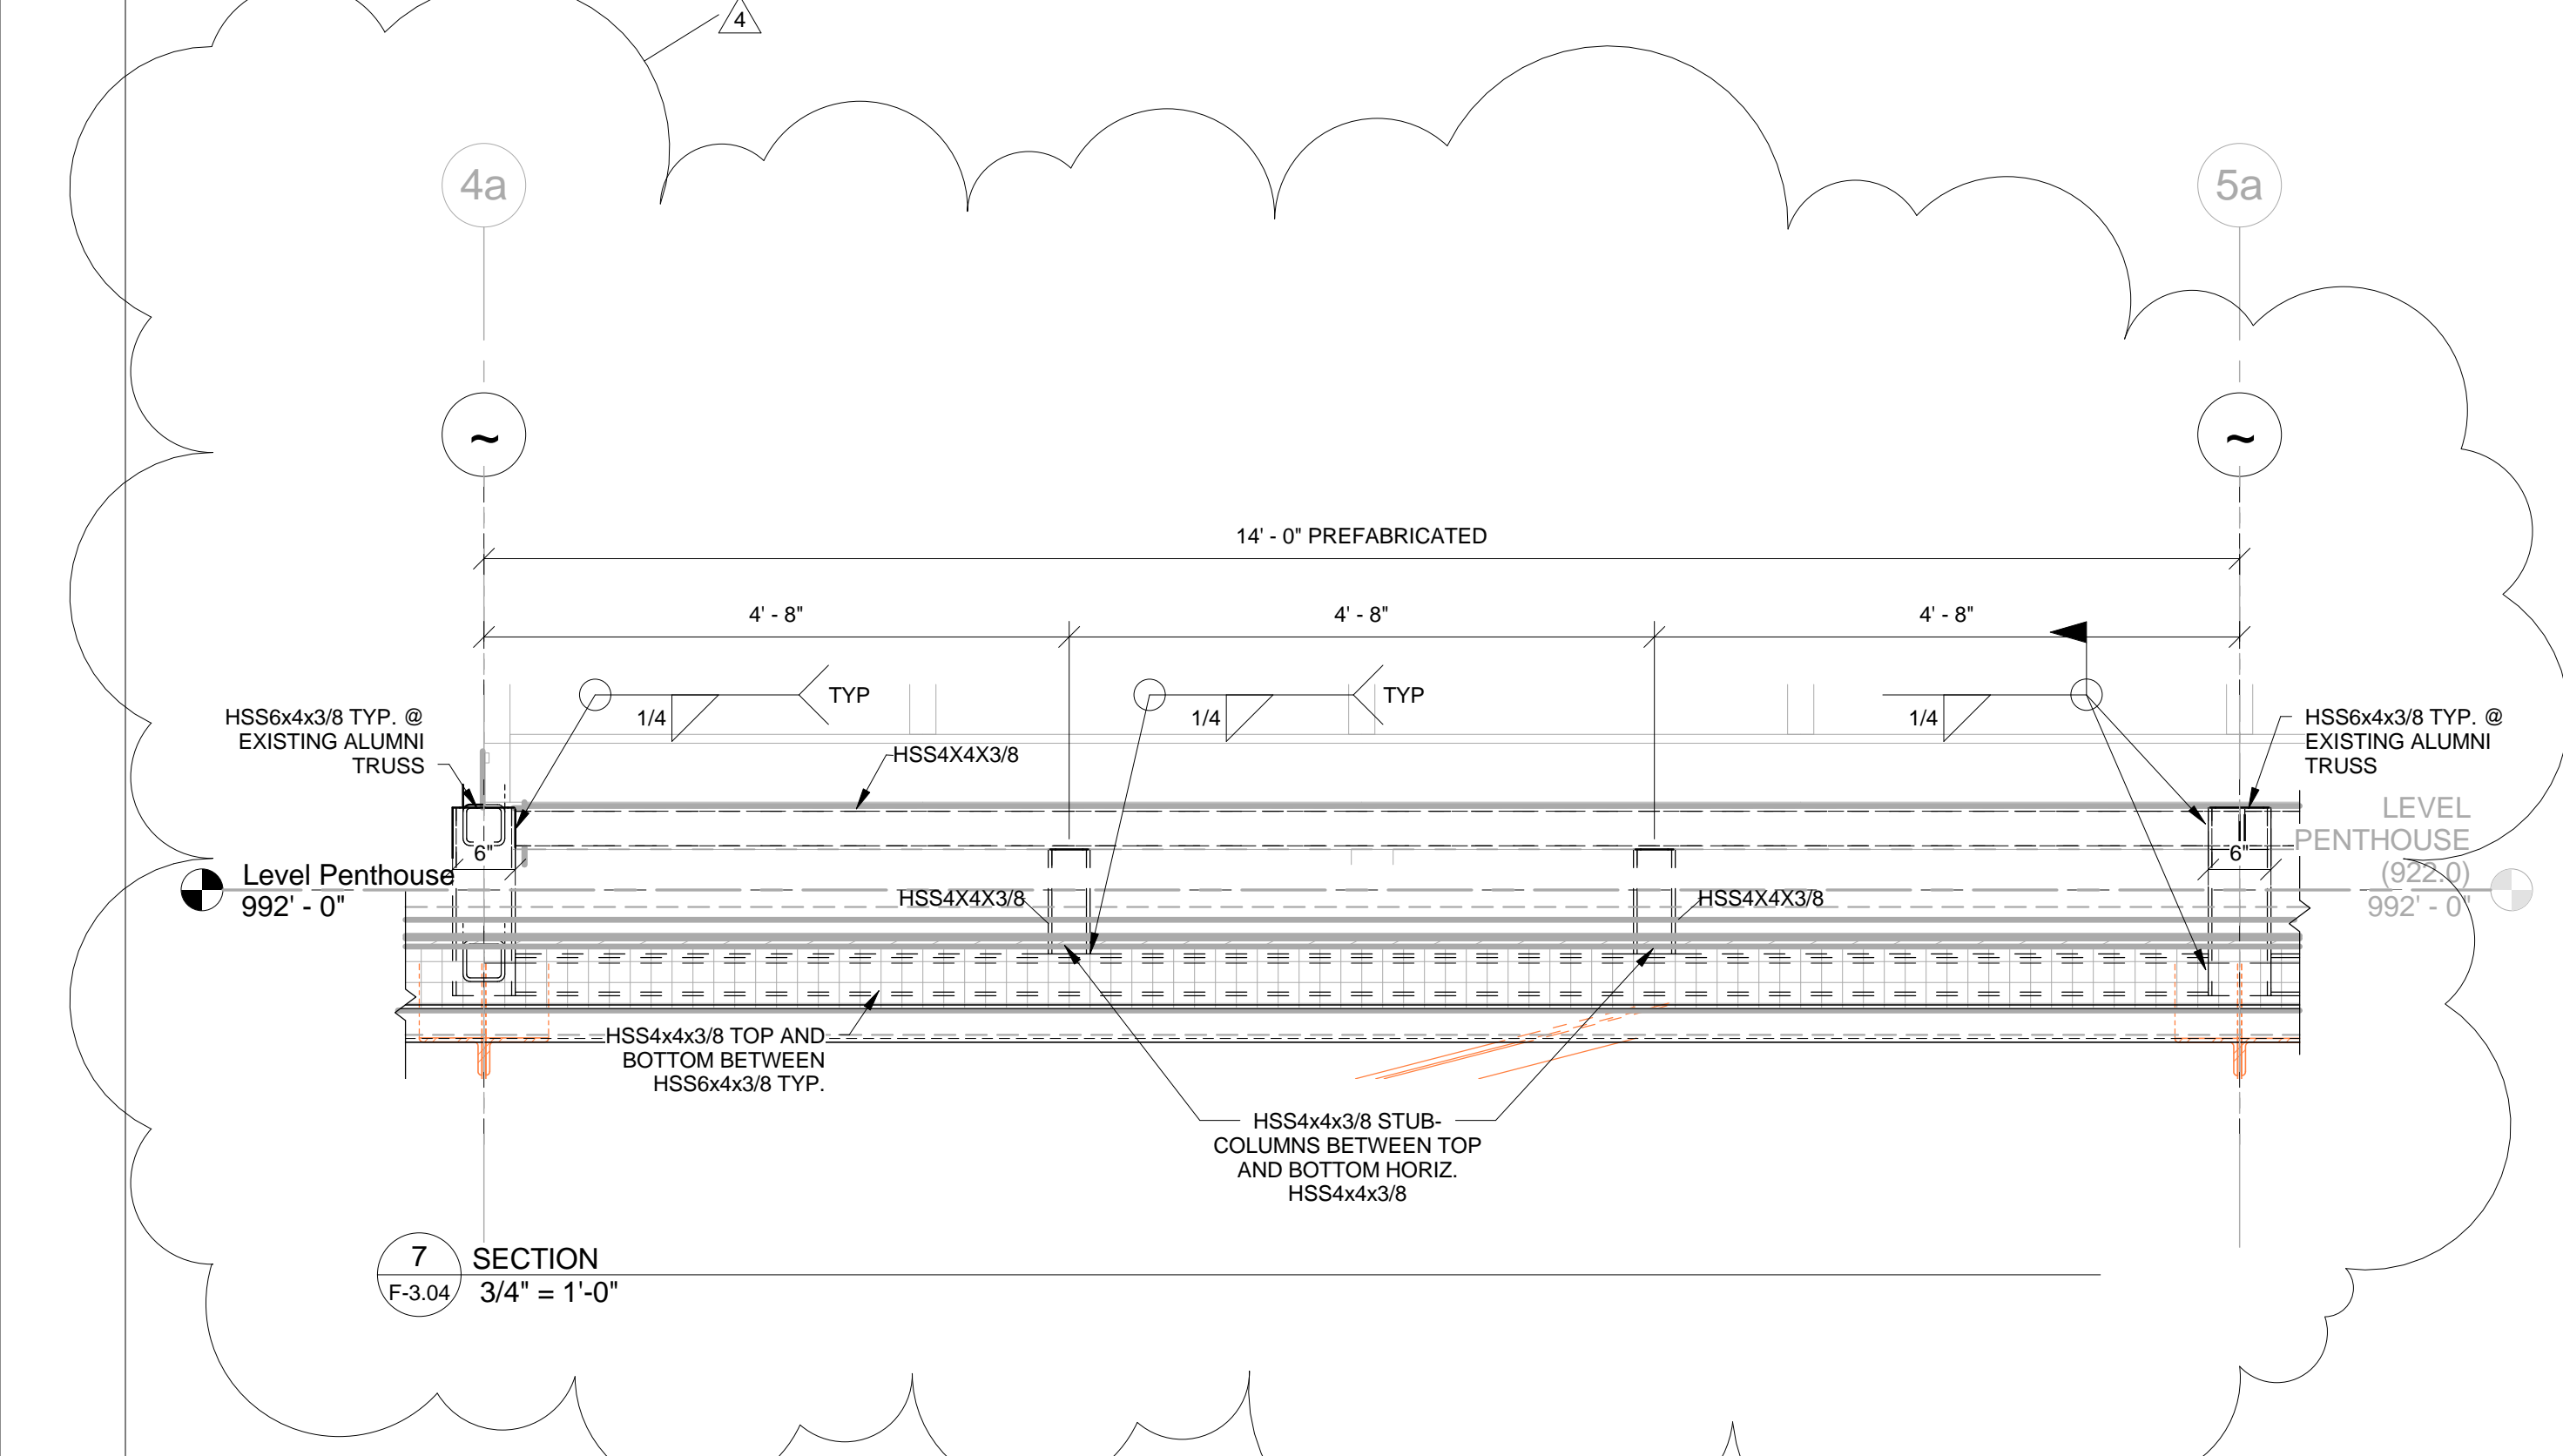 4
4a
5a
~
~
14' - 0" PREFABRICATED
4' - 8"
4' - 8"
4' - 8"
1/4
TYP
1/4
TYP
1/4
HSS6x4x3/8 TYP. @
EXISTING ALUMNI
TRUSS
HSS4X4X3/8
HSS6x4x3/8 TYP. @
EXISTING ALUMNI
TRUSS
6"
6"
Level Penthouse
992' - 0"
LEVEL
PENTHOUSE
(922.0)
992' - 0"
HSS4X4X3/8
HSS4X4X3/8
HSS4x4x3/8 TOP AND
BOTTOM BETWEEN
HSS6x4x3/8 TYP.
HSS4x4x3/8 STUB-
COLUMNS BETWEEN TOP
AND BOTTOM HORIZ.
HSS4x4x3/8
7
F-3.04
SECTION
3/4" = 1'-0"